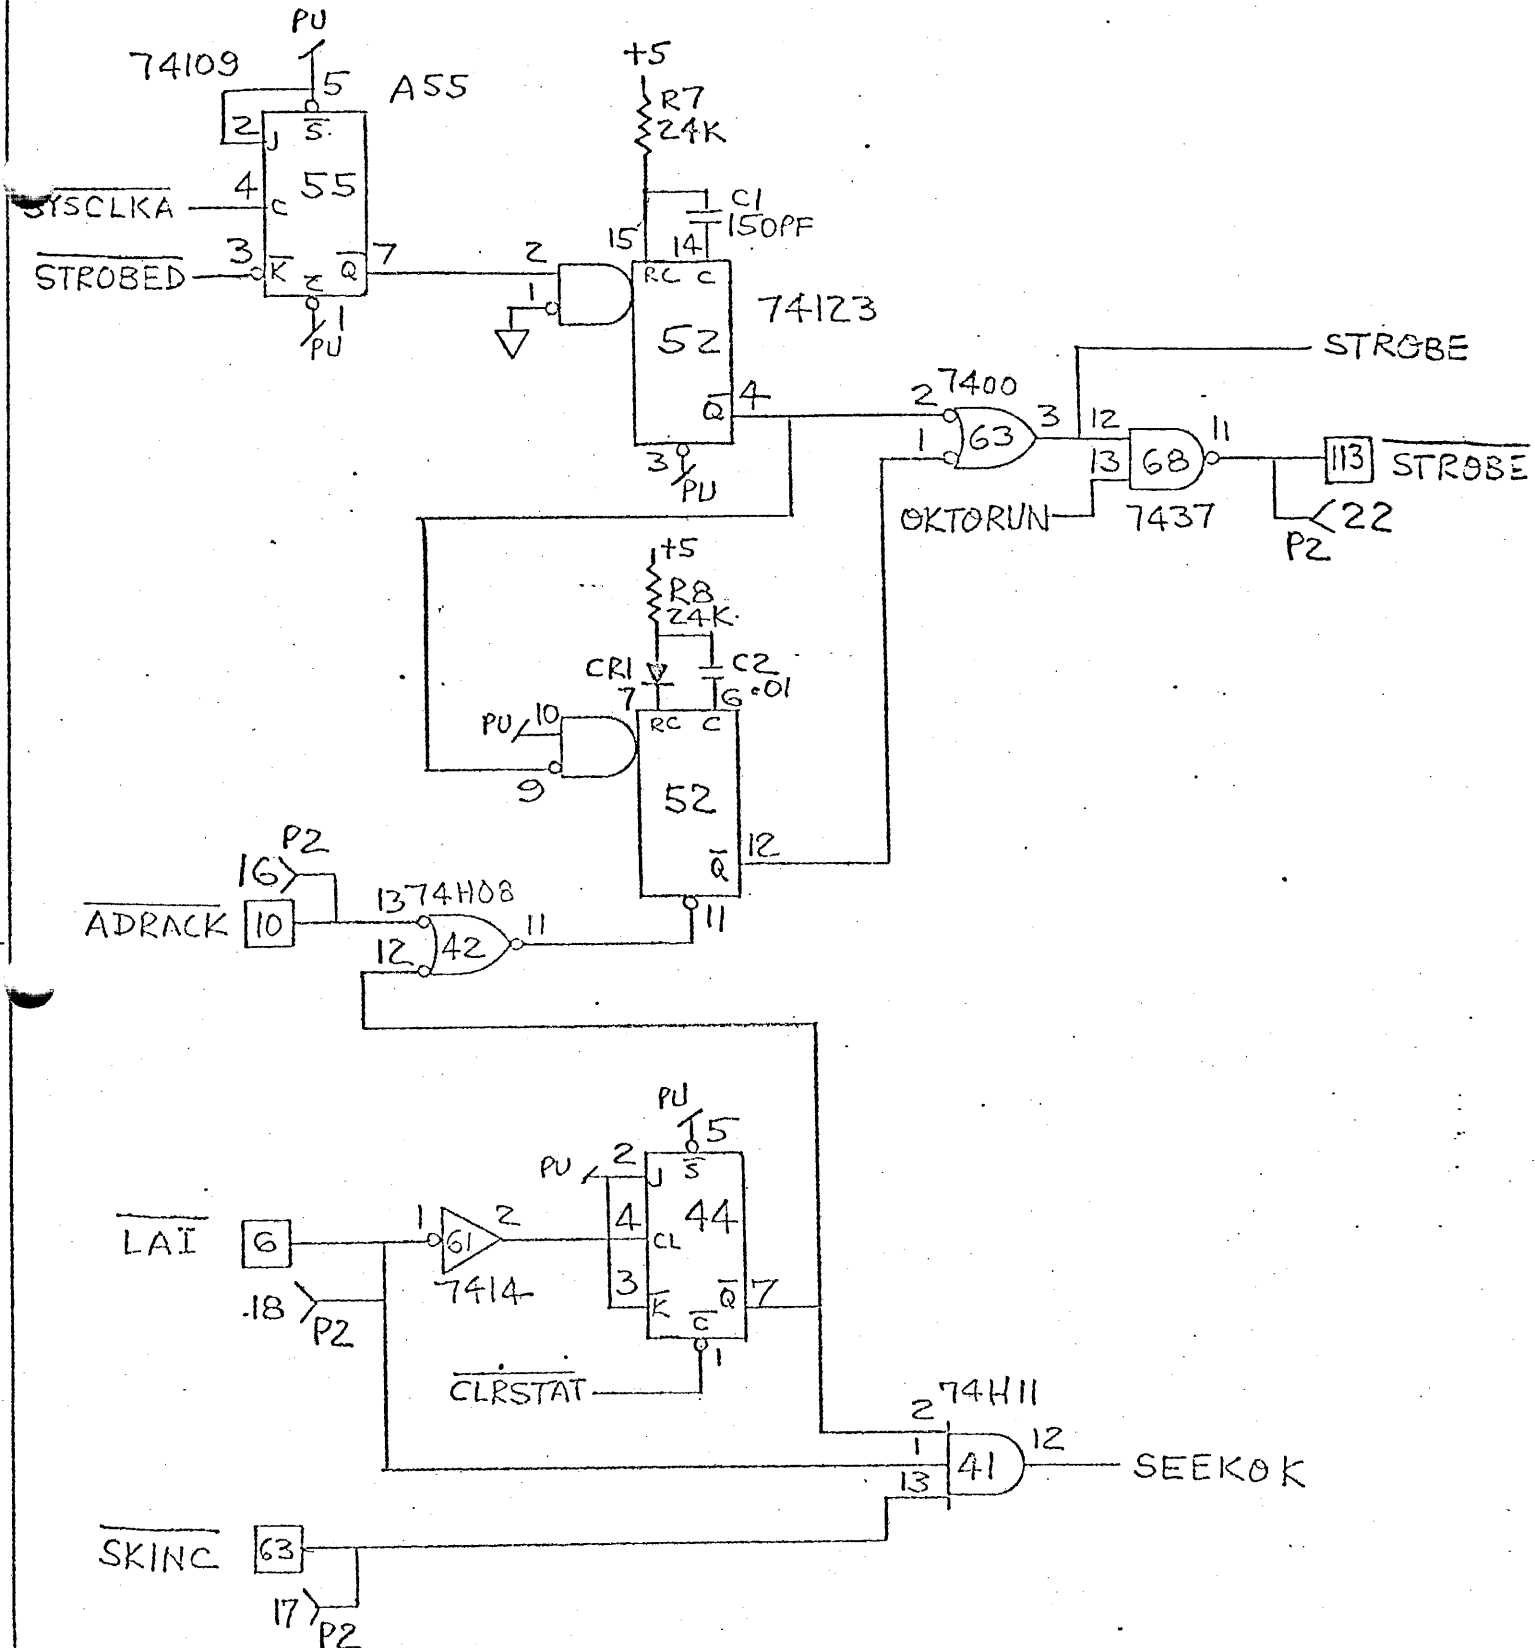 PU
74109
5
A55
2
J
S
4
55
SYSCLKA
C
STROBED
3
K
Q
7
C
1
PU
+5
R7
24K
C1
150PF
15
14
2
RC
C
1
74123
52
Q
4
3
PU
STROBE
7400
2
3
12
11
1
63
13
68
113
STROBE
OKTORUN
7437
22
P2
+5
R8
24K
CR1
C2
.01
7
6
PU
10
RC
C
9
52
Q
12
P2
16
13
74H08
ADRACK
10
11
11
12
42
PU
5
PU
2
J
S
LAI
6
1
61
2
4
44
CL
7414
3
K
Q
7
C
18
P2
1
CLRSTAT
74H11
2
1
12
41
SEEKOK
13
SKINC
63
17
P2